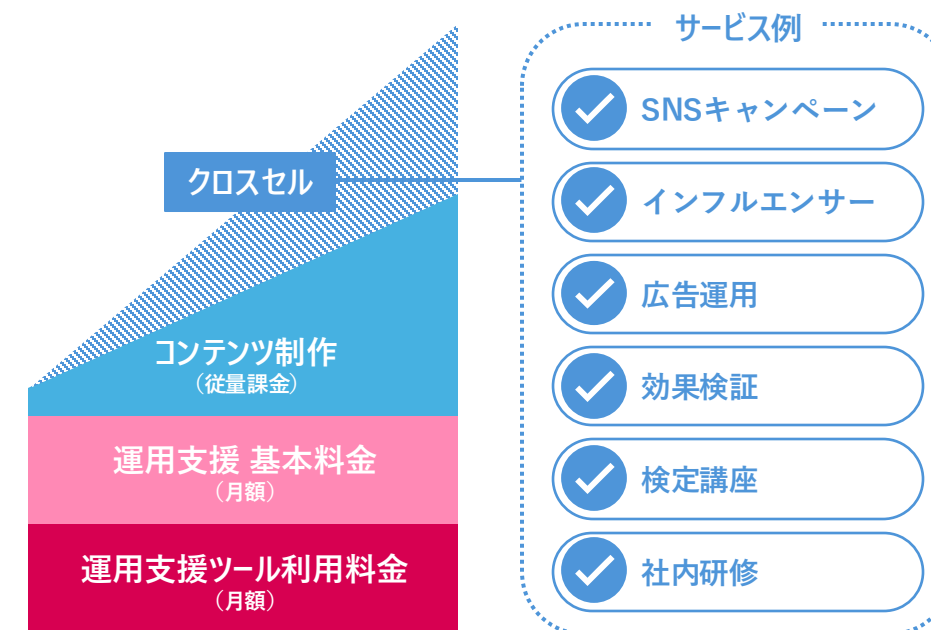 クロスセル
コンテンツ制作
（従量課金）
運用支援 基本料金
（月額）
運用支援ツール利用料金
（月額）
サービス例
SNSキャンペーン
インフルエンサー
広告運用
効果検証
検定講座
社内研修